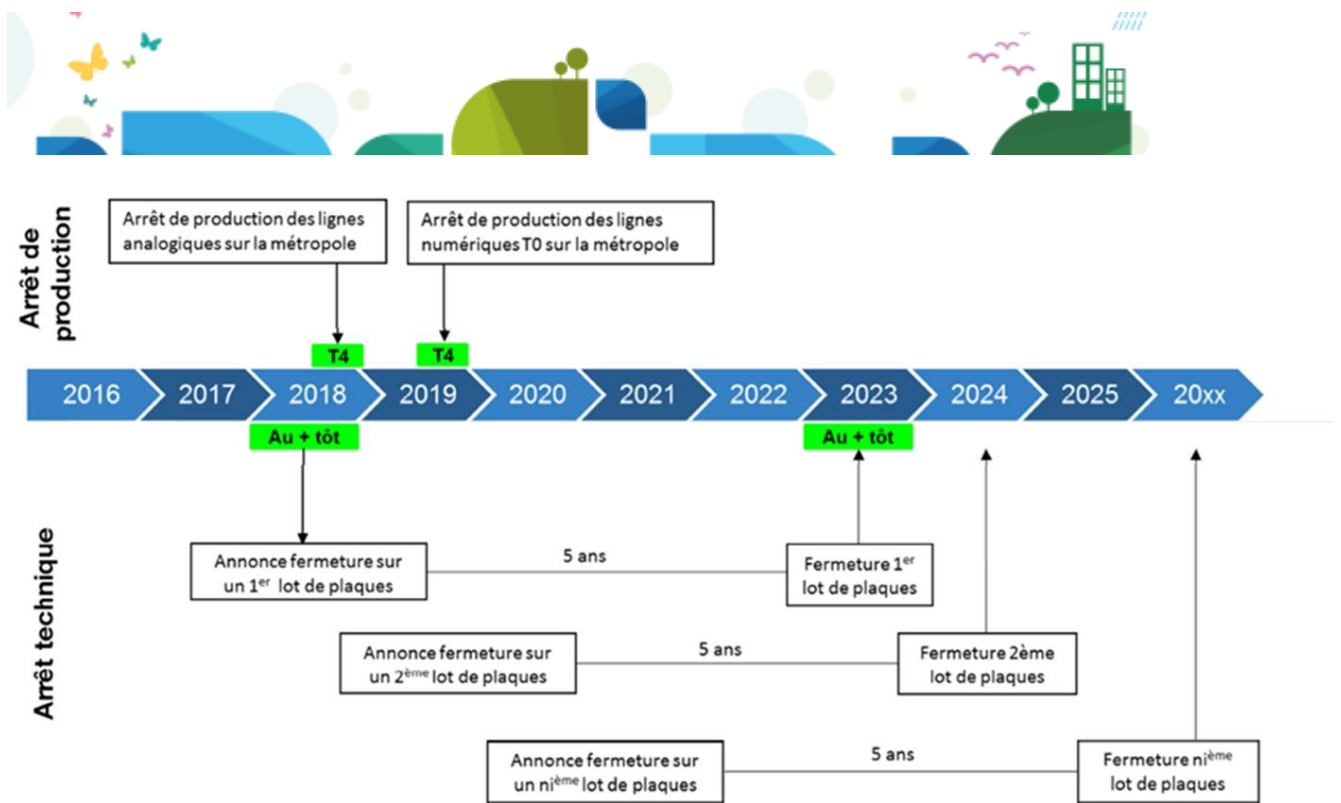 Arrêt de
production
Arrêt de production des lignes
analogiques sur la métropole
Arrêt de production des lignes
numériques T0 sur la métropole
T4
T4
2016
2017
2018
2019
2020
2021
2022
2023
2024
2025
20xx
Au + tôt
Au + tôt
Arrêt technique
Annonce fermeture sur
un 1er lot de plaques
5 ans
Fermeture 1er
lot de plaques
Annonce fermeture sur
un 2ème lot de plaques
5 ans
Fermeture 2ème
lot de plaques
Annonce fermeture sur
un nième lot de plaques
5 ans
Fermeture nième
lot de plaques